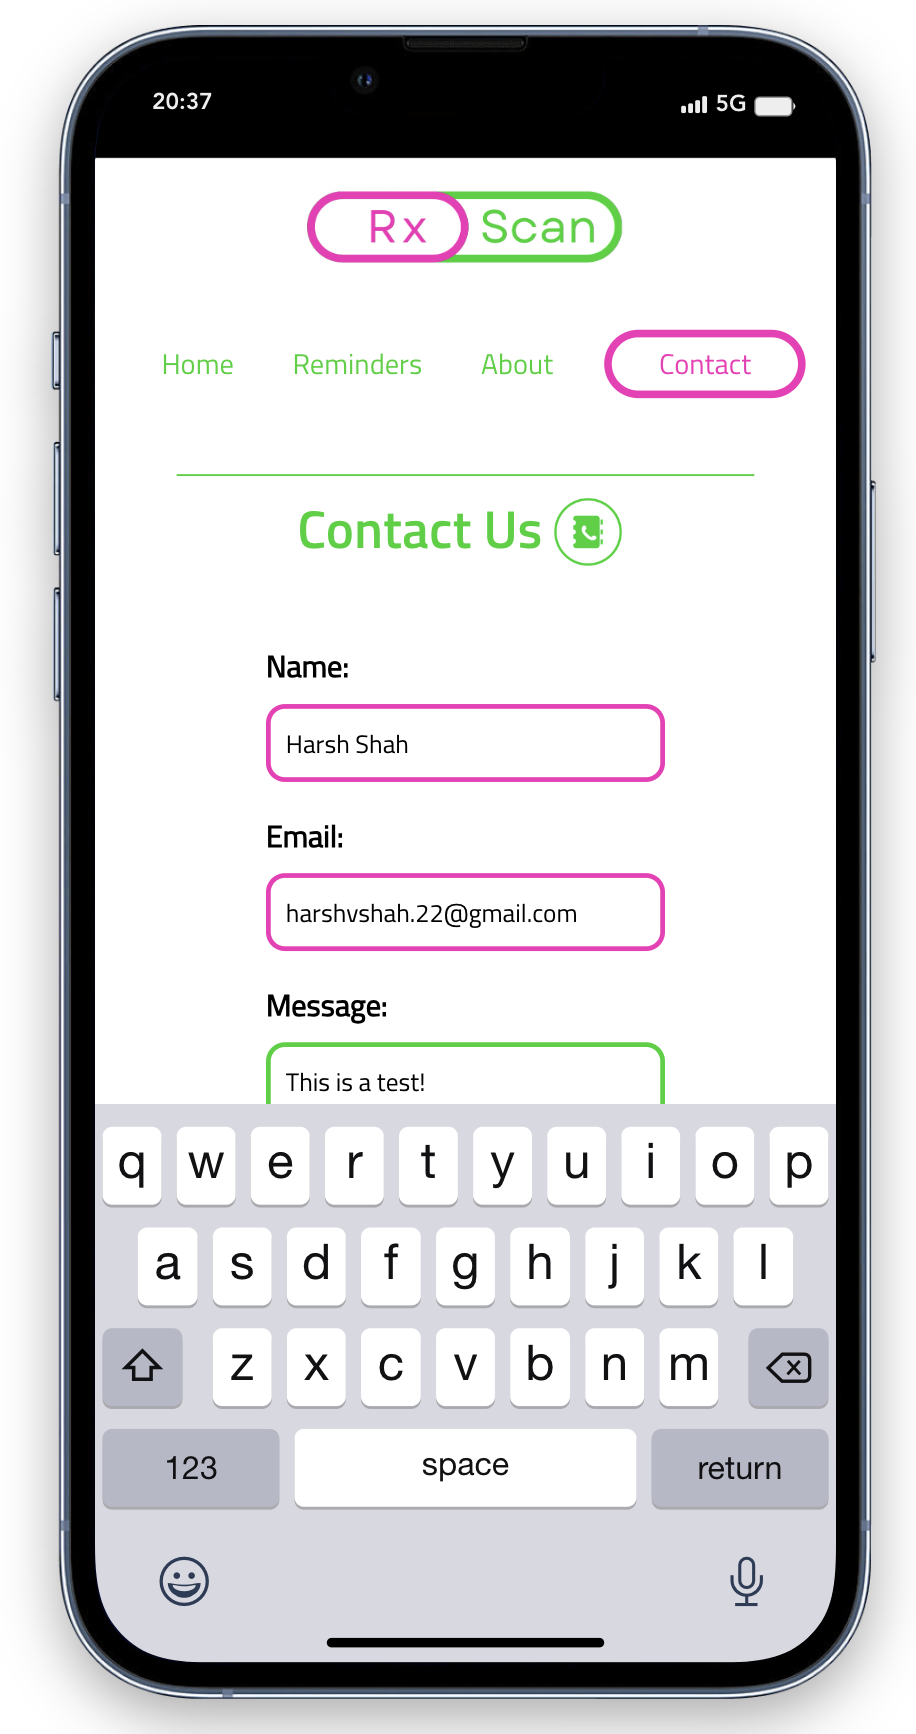 20:37 5G
Rx Scan
Home Reminders About Contact
Contact Us
Name:
Harsh Shah
Email:
harshvshah.22@gmail.com
Message:
This is a test!
q w e r t y u i o p
a s d f g h j k l
z x c v b n m
123 space return